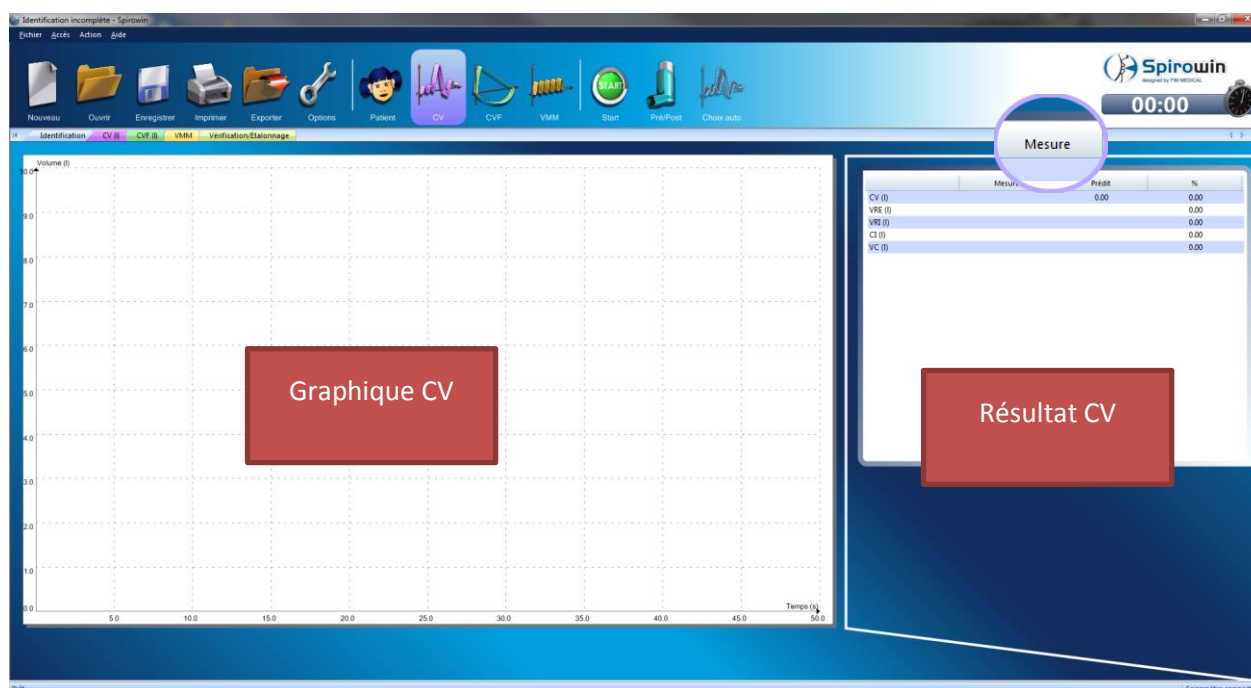 Identification incomplète - Spirowin
Fichier Accès Action Aide
Nouveau Ouvrir Enregistrer Imprimer Exporter Options Patient CV CVF VMM Start Pré/Post Choix auto
START
Spirowin
designed by FIM MEDICAL
00:00
Identification CV (l) CVF (l) VMM Vérification/Etalonnage
Mesure
Volume (l)
10.0
9.0
8.0
7.0
6.0
5.0
4.0
3.0
2.0
1.0
0.0
Temps (s)
5.0 10.0 15.0 20.0 25.0 30.0 35.0 40.0 45.0 50.0
Graphique CV
Prédit %
CV (l) 0.00 0.00
VRE (l) 0.00
VRI (l) 0.00
CI (l) 0.00
VC (l) 0.00
Résultat CV